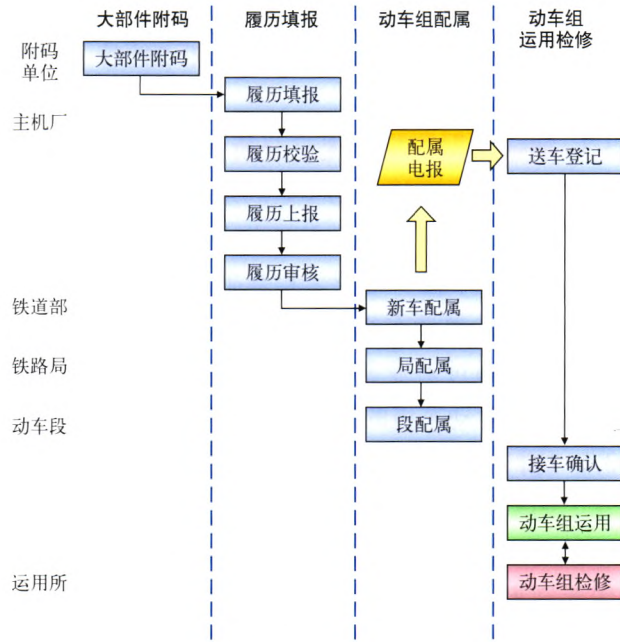 大部件附码
履历填报
动车组配属
动车组
运用检修
附码
单位
大部件附码
履历填报
主机厂
履历校验
配属
电报
送车登记
履历上报
履历审核
铁道部
新车配属
铁路局
局配属
动车段
段配属
接车确认
动车组运用
运用所
动车组检修